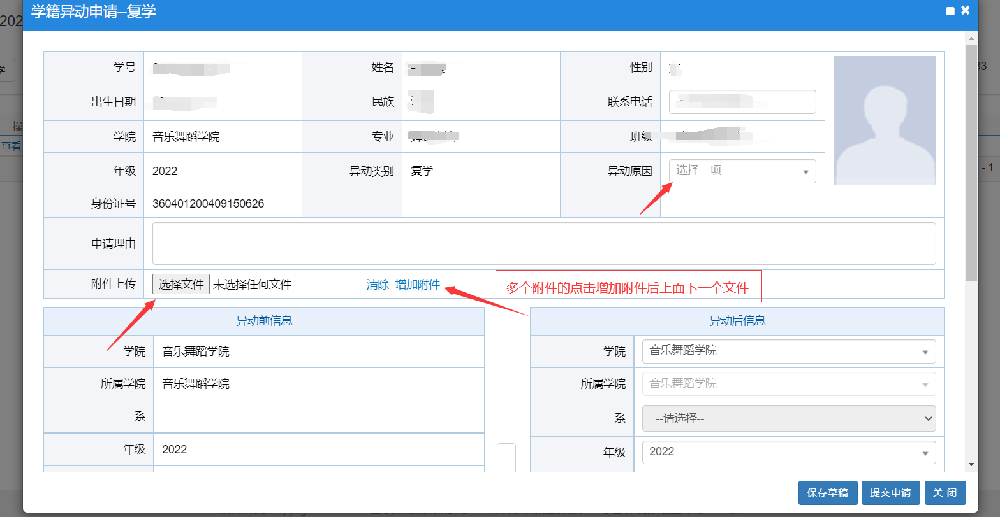 学籍异动申请--复学
202
学
33
操
查看
- 1
学号 姓名 性别
出生日期 民族 联系电话
学院 音乐舞蹈学院 专业 班级
年级 2022 异动类别 复学 异动原因 选择一项
身份证号 360401200409150626
申请理由
附件上传 选择文件 未选择任何文件 清除 增加附件 多个附件的点击增加附件后上面下一个文件
异动前信息 异动后信息
学院 音乐舞蹈学院 学院 音乐舞蹈学院
所属学院 音乐舞蹈学院 所属学院 音乐舞蹈学院
系 系 --请选择--
年级 2022 年级 2022
保存草稿 提交申请 关 闭